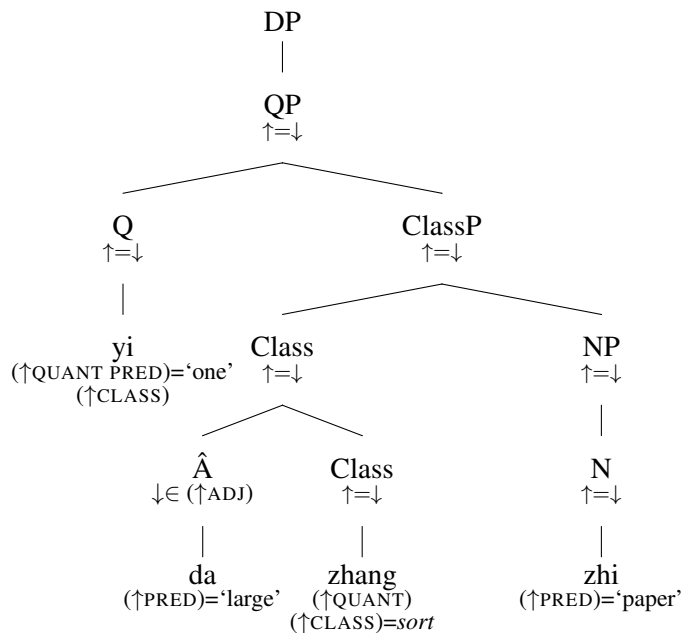 DP
QP
↑=↓
Q ClassP
↑=↓ ↑=↓
yi Class NP
(↑QUANT PRED)=‘one’ ↑=↓ ↑=↓
(↑CLASS)
Â Class N
↓∈ (↑ADJ) ↑=↓ ↑=↓
da zhang zhi
(↑PRED)=‘large’ (↑QUANT) (↑PRED)=‘paper’
(↑CLASS)=sort